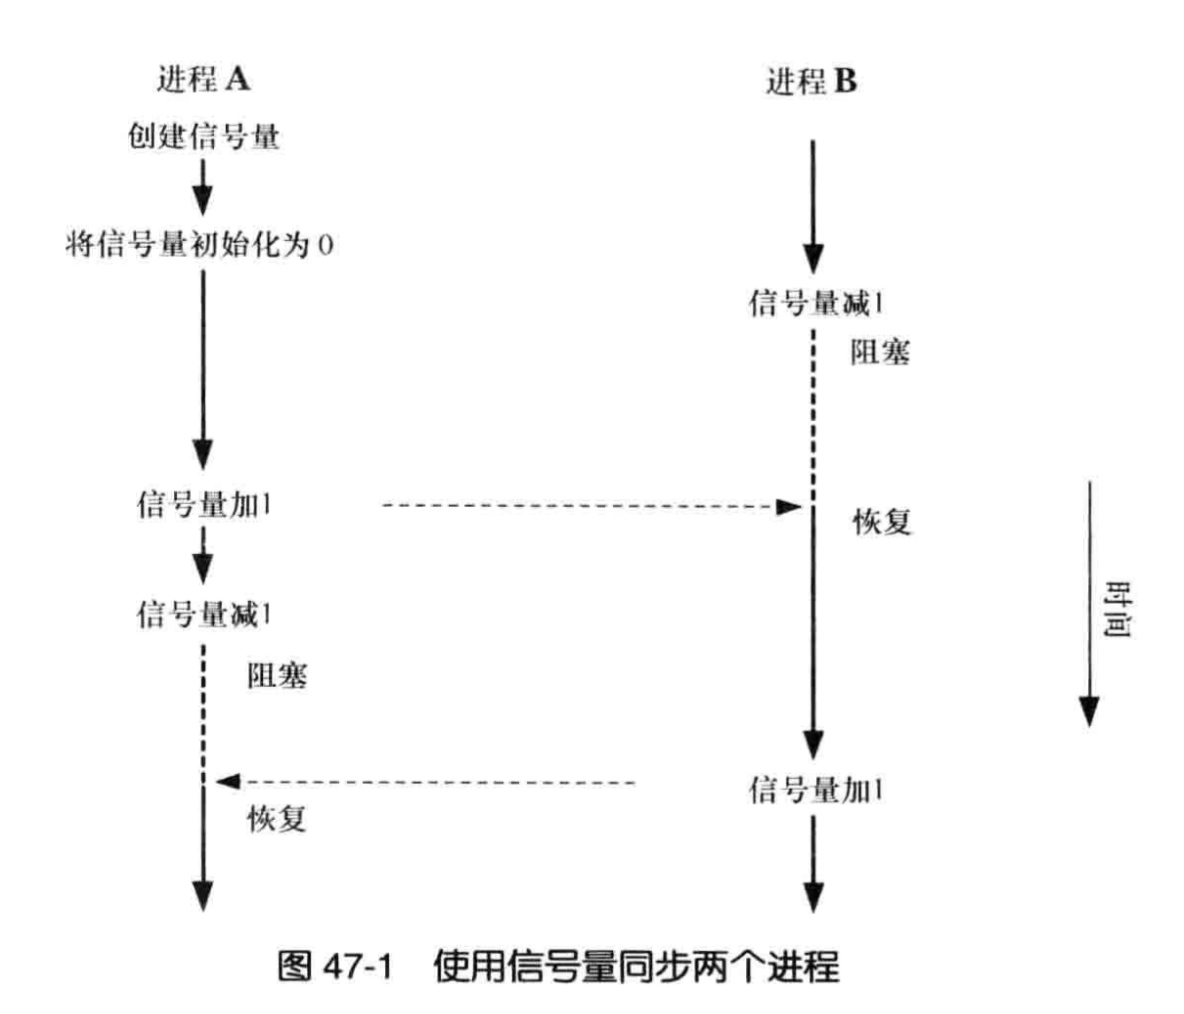 进程 A
进程 B
创建信号量
将信号量初始化为 0
信号量减1
阻塞
信号量加1
恢复
信号量减1
时间
阻塞
信号量加1
恢复
图 47-1 使用信号量同步两个进程